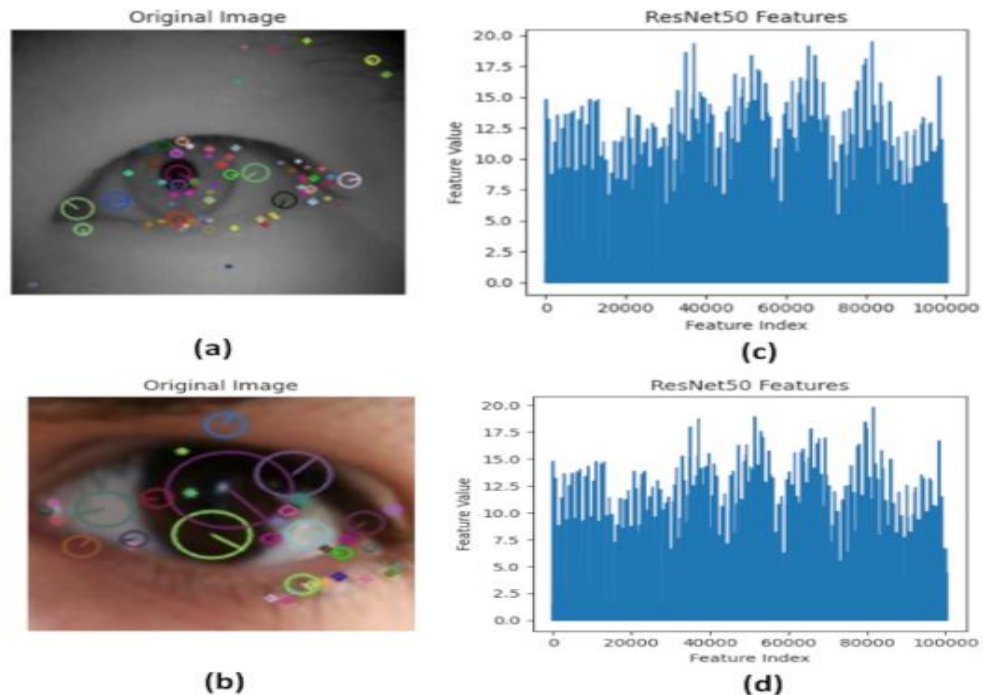 Original Image
(a)
ResNet50 Features
20.0
17.5
15.0
12.5
10.0
7.5
5.0
2.5
0.0
Feature Value
0 20000 40000 60000 80000 100000
Feature Index
(c)
Original Image
(b)
ResNet50 Features
20.0
17.5
15.0
12.5
10.0
7.5
5.0
2.5
0.0
Feature Value
0 20000 40000 60000 80000 100000
Feature Index
(d)